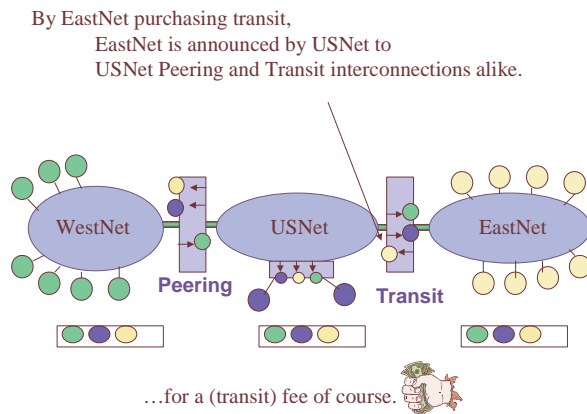 By EastNet purchasing transit,
EastNet is announced by USNet to
USNet Peering and Transit interconnections alike.
WestNet
USNet
EastNet
Peering
Transit
…for a (transit) fee of course.